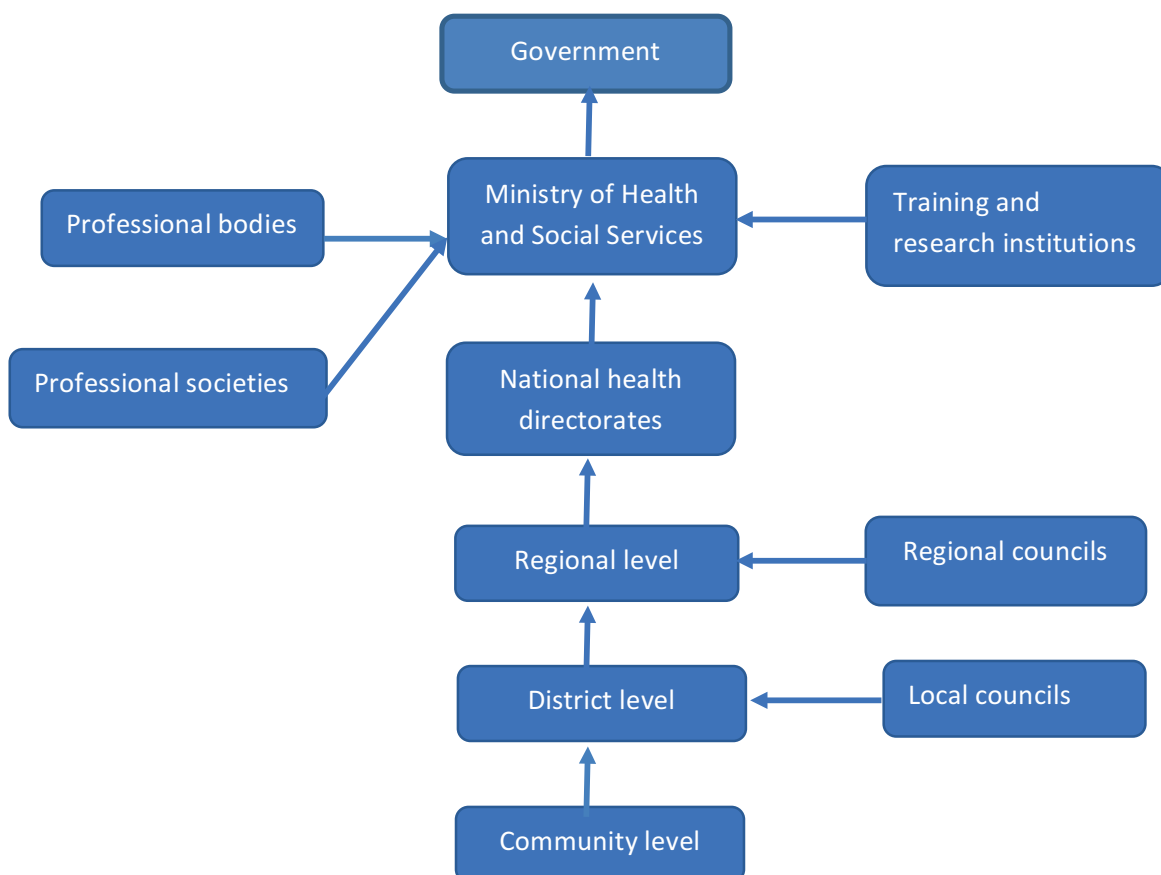 Government
Ministry of Health
and Social Services
Professional bodies
Training and
research institutions
Professional societies
National health
directorates
Regional level
Regional councils
District level
Local councils
Community level